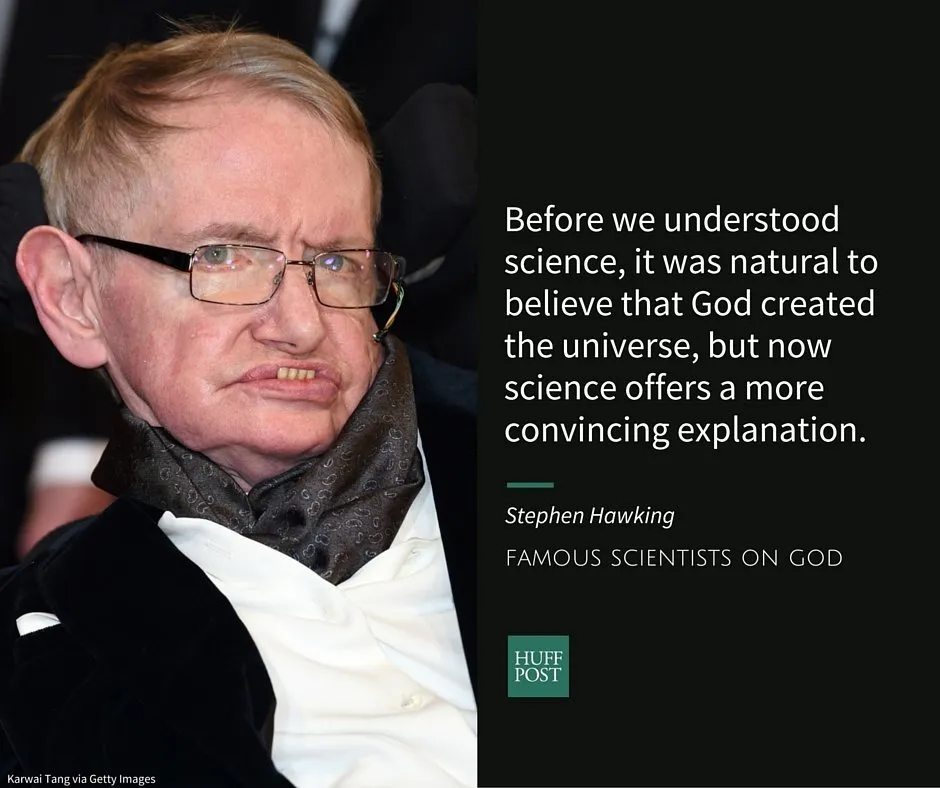 Before we understood
science, it was natural to
believe that God created
the universe, but now
science offers a more
convincing explanation.
Stephen Hawking
FAMOUS SCIENTISTS ON GOD
HUFF
POST
Karwai Tang via Getty Images